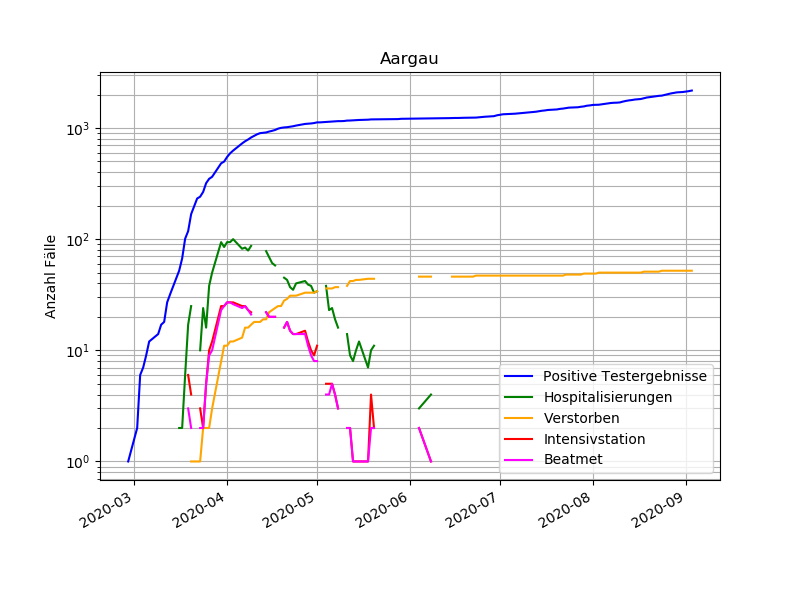 Aargau
Anzahl Fälle
10³
10²
10¹
10⁰
2020-03
2020-04
2020-05
2020-06
2020-07
2020-08
2020-09
Positive Testergebnisse
Hospitalisierungen
Verstorben
Intensivstation
Beatmet